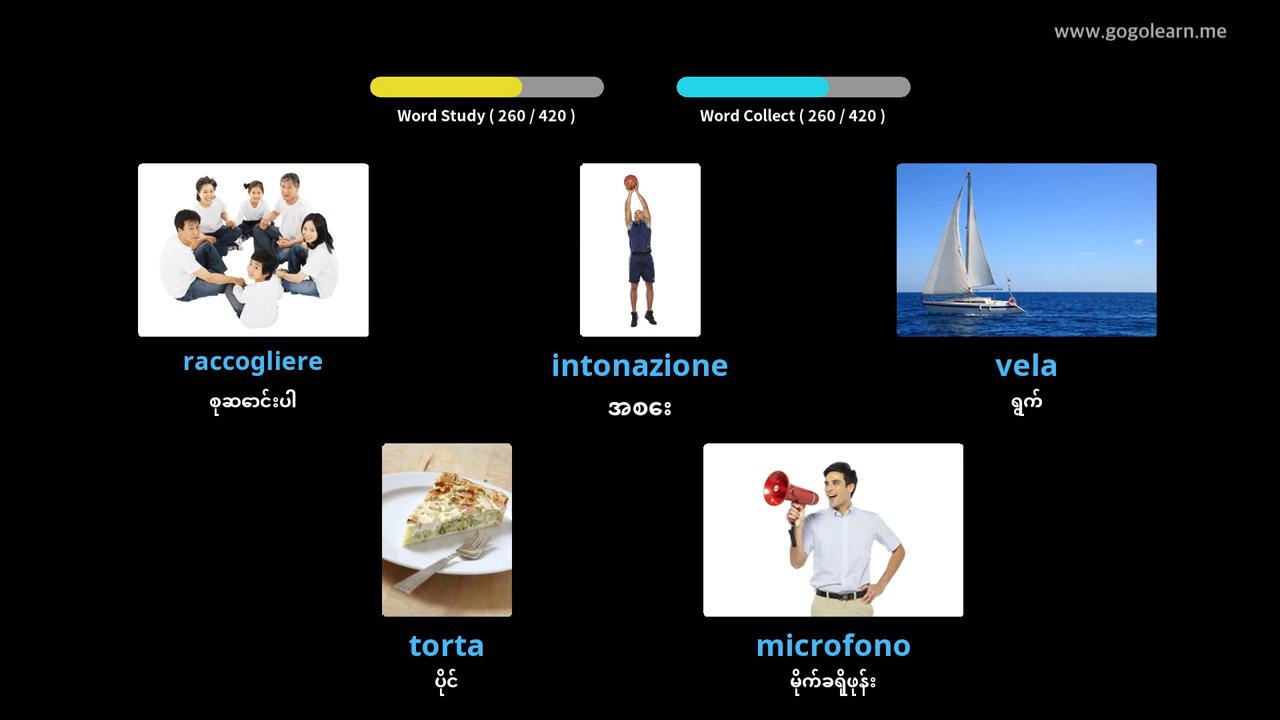 www.gogolearn.me
Word Study ( 260 / 420 )
Word Collect ( 260 / 420 )
raccogliere
စုဆောင်းပါ
intonazione
အစေး
vela
ရွက်
torta
ပိုင်
microfono
မိုက်ခရိုဖုန်း